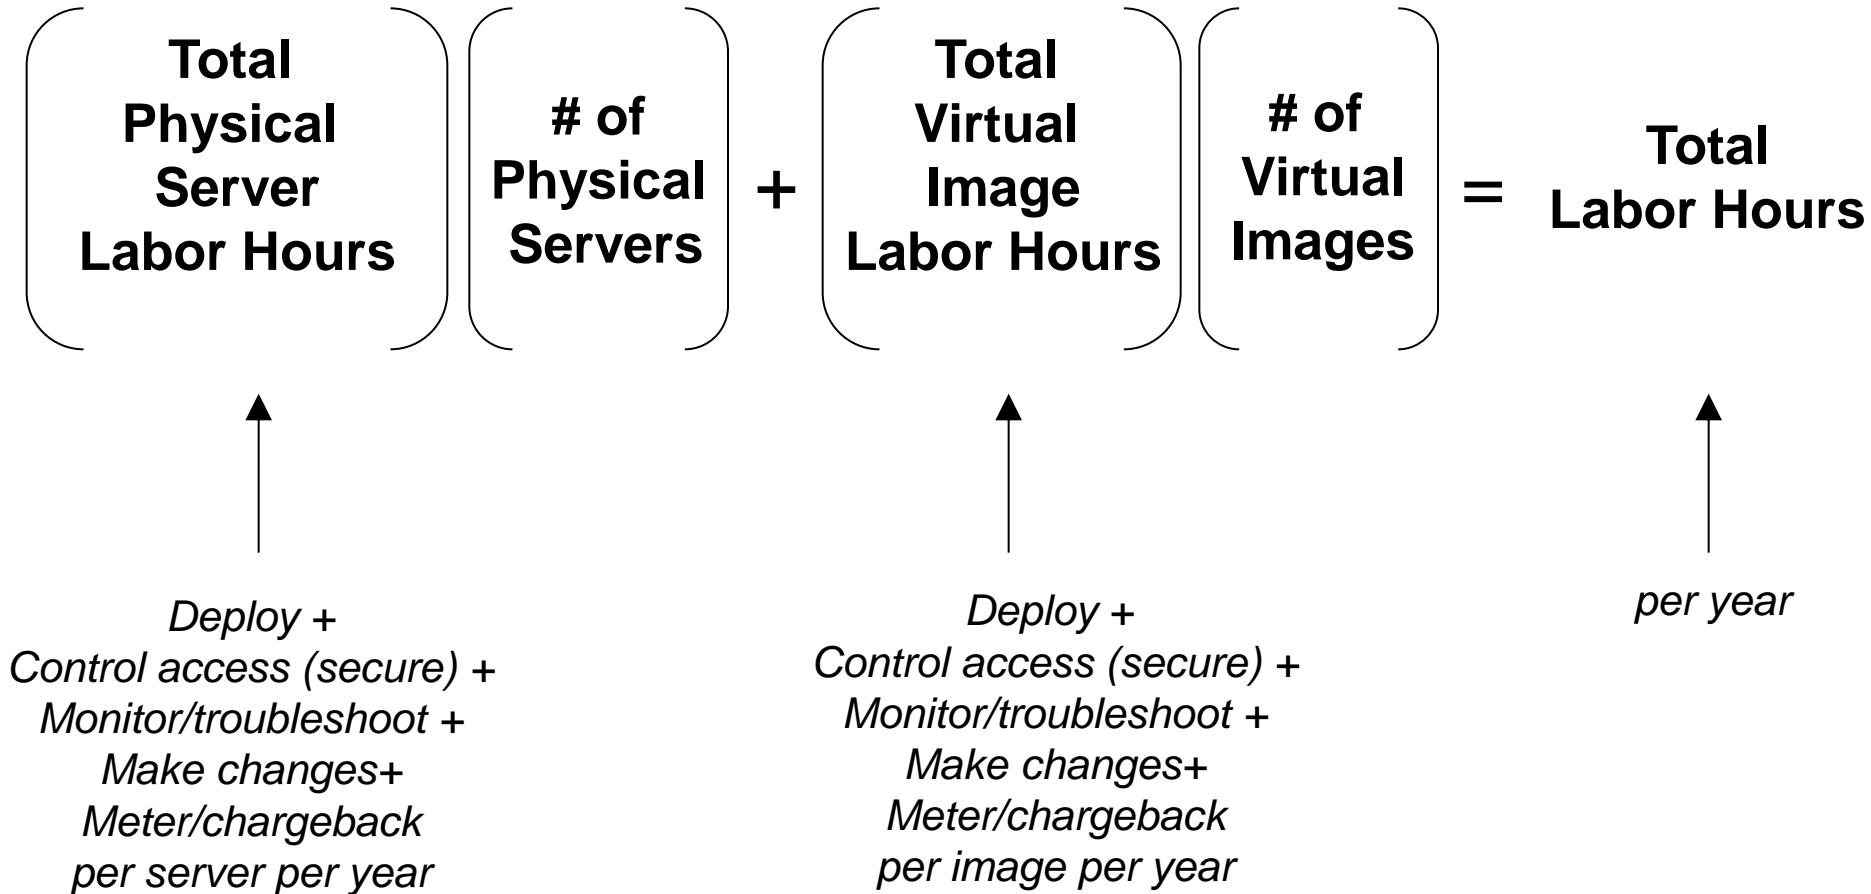 Total
Physical
Server
Labor Hours
# of
Physical
Servers
+
Total
Virtual
Image
Labor Hours
# of
Virtual
Images
=
Total
Labor Hours
Deploy +
Control access (secure) +
Monitor/troubleshoot +
Make changes+
Meter/chargeback
per server per year
Deploy +
Control access (secure) +
Monitor/troubleshoot +
Make changes+
Meter/chargeback
per image per year
per year